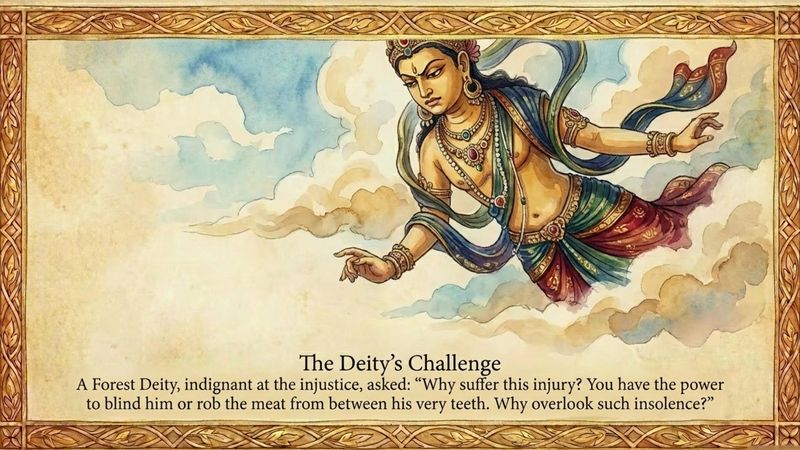 The Deity’s Challenge
A Forest Deity, indignant at the injustice, asked: “Why suffer this injury? You have the power
to blind him or rob the meat from between his very teeth. Why overlook such insolence?”